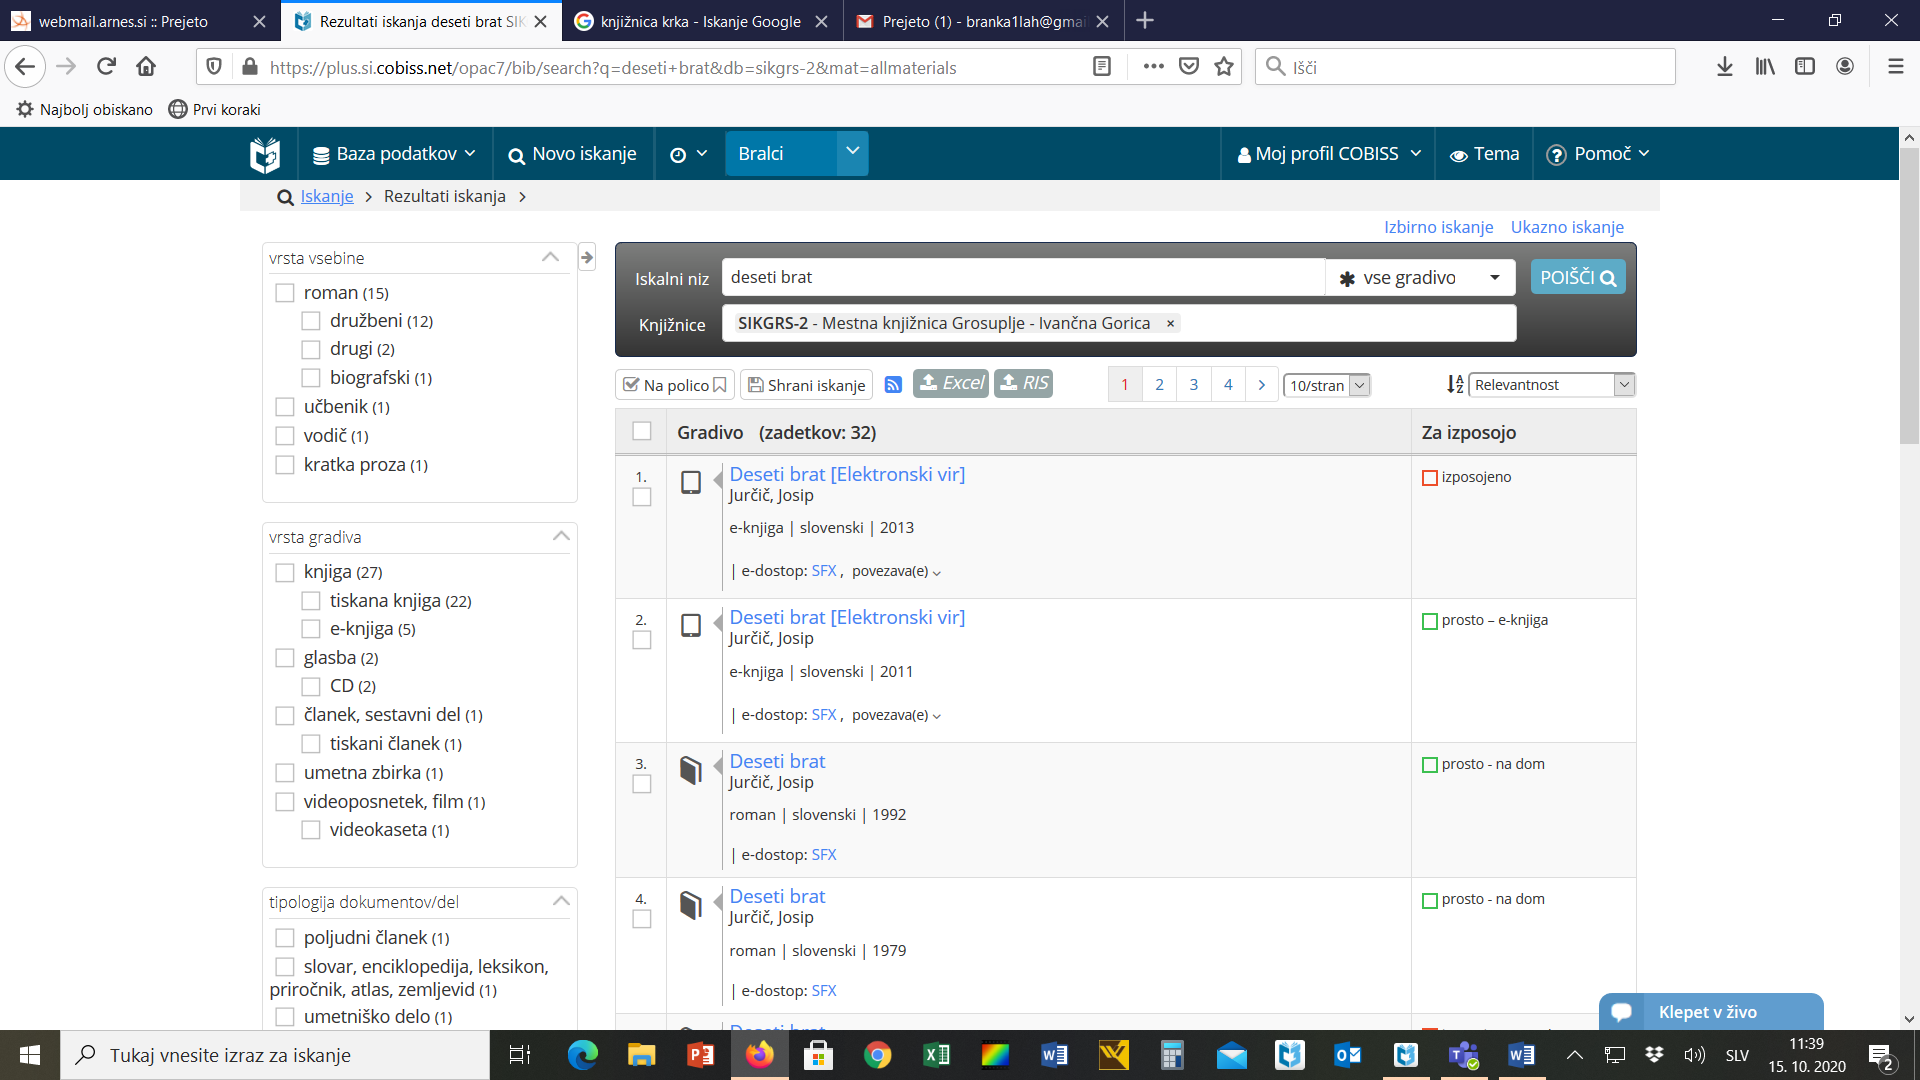 webmail.arnes.si :: Prejeto
Rezultati iskanja deseti brat SIK
knjižnica krka - Iskanje Google
Prejeto (1) - branka1lah@gmai
https://plus.si.cobiss.net/opac7/bib/search?q=deseti+brat&db=sikgrs-2&mat=allmaterials
Išči
Najbolj obiskano
Prvi koraki
Baza podatkov
Novo iskanje
Bralci
Moj profil COBISS
Tema
Pomoč
Iskanje > Rezultati iskanja >
Izbirno iskanje
Ukazno iskanje
vrsta vsebine
roman (15)
družbeni (12)
drugi (2)
biografski (1)
učbenik (1)
vodič (1)
kratka proza (1)
vrsta gradiva
knjiga (27)
tiskana knjiga (22)
e-knjiga (5)
glasba (2)
CD (2)
članek, sestavni del (1)
tiskani članek (1)
umetna zbirka (1)
videoposnetek, film (1)
videokaseta (1)
tipologija dokumentov/del
poljudni članek (1)
slovar, enciklopedija, leksikon,
priročnik, atlas, zemljevid (1)
umetniško delo (1)
Iskalni niz
deseti brat
vse gradivo
POIŠČI
Knjižnice
SIKGRS-2 - Mestna knjižnica Grosuplje - Ivančna Gorica ×
Na polico
Shrani iskanje
Excel
RIS
1 2 3 4 >
10/stran
Relevantnost
Gradivo (zadetkov: 32)
Za izposojo
1.
Deseti brat [Elektronski vir]
Jurčič, Josip
e-knjiga | slovenski | 2013
| e-dostop: SFX , povezava(e)
izposojeno
2.
Deseti brat [Elektronski vir]
Jurčič, Josip
e-knjiga | slovenski | 2011
| e-dostop: SFX , povezava(e)
prosto – e-knjiga
3.
Deseti brat
Jurčič, Josip
roman | slovenski | 1992
| e-dostop: SFX
prosto - na dom
4.
Deseti brat
Jurčič, Josip
roman | slovenski | 1979
| e-dostop: SFX
prosto - na dom
Klepet v živo
Tukaj vnesite izraz za iskanje
SLV
11:39
15. 10. 2020
2